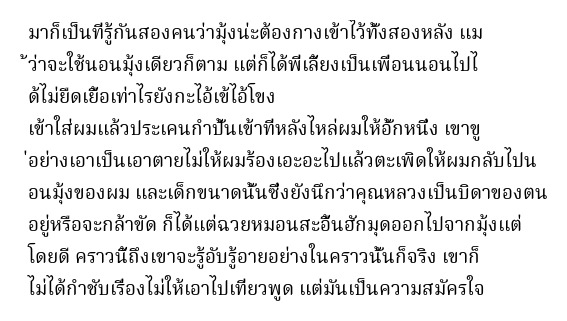 มาก็เป็นที่รู้กันสองคนว่ามุ้งน่ะต้องกางเข้าไว้ทั้งสองหลัง แม
้ว่าจะใช้นอนมุ้งเดียวก็ตาม แต่ก็ได้พี่เลี้ยงเป็นเพื่อนนอนไปไ
ด้ไม่ยืดเยื้อเท่าไรยังกะไอ้เข้ไอ้โขง
เข้าใส่ผมแล้วประเคนกำปั้นเข้าที่หลังไหล่ผมให้อั้กหนึ่ง เขาขู
่อย่างเอาเป็นเอาตายไม่ให้ผมร้องเอะอะไปแล้วตะเพิดให้ผมกลับไปน
อนมุ้งของผม และเด็กขนาดนั้นซึ่งยังนึกว่าคุณหลวงเป็นบิดาของตน
อยู่หรือจะกล้าขัด ก็ได้แต่ฉวยหมอนสะอื้นฮักมุดออกไปจากมุ้งแต่
โดยดี คราวนี้ถึงเขาจะรู้อับรู้อายอย่างในคราวนั้นก็จริง เขาก็
ไม่ได้กำชับเรื่องไม่ให้เอาไปเที่ยวพูด แต่มันเป็นความสมัครใจ